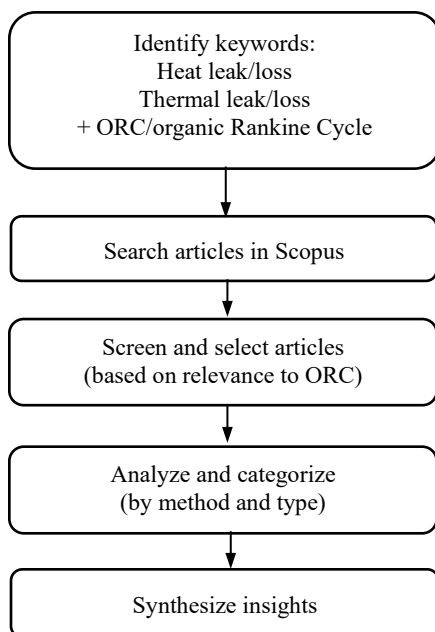 Identify keywords:
Heat leak/loss
Thermal leak/loss
+ ORC/organic Rankine Cycle
Search articles in Scopus
Screen and select articles
(based on relevance to ORC)
Analyze and categorize
(by method and type)
Synthesize insights